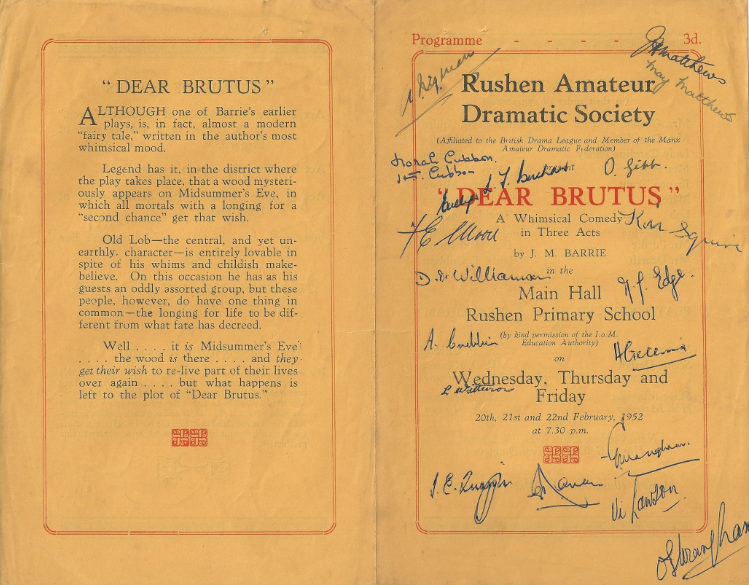 “ DEAR BRUTUS ”
ALTHOUGH one of Barrie's earlier
plays, is, in fact, almost a modern
“fairy tale,” written in the author's most
whimsical mood.
Legend has it, in the district where
the play takes place, that a wood mysteri-
ously appears on Midsummer's Eve, in
which all mortals with a longing for a
“second chance” get that wish.
Old Lob—the central, and yet un-
earthly, character—is entirely lovable in
spite of his whims and childish make-
believe. On this occasion he has as his
guests an oddly assorted group, but these
people, however, do have one thing in
common—the longing for life to be dif-
ferent from what fate has decreed.
Well . . . . it is Midsummer's Eve
. . . . the wood is there . . . . and they
get their wish to re-live part of their lives
over again . . . . but what happens is
left to the plot of “Dear Brutus.”
Programme - - - - 3d.
Matthews
May Matthews
Rushen Amateur
Dramatic Society
(Affiliated to the British Drama League and Member of the Manx
Amateur Dramatic Federation)
Norah Cubbon
Cubbon
O. Gibb.
“DEAR BRUTUS”
A Whimsical Comedy
in Three Acts
by J. M. BARRIE
D. Williamson
in the
Main Hall
Edge.
Rushen Primary School
(by kind permission of the I.o.M.
Education Authority)
on
Wednesday, Thursday and
Friday
20th, 21st and 22nd February, 1952
at 7.30 p.m.
Vi Lawson